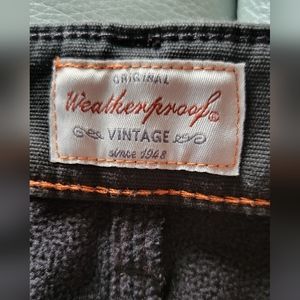 ORIGINAL
Weatherproof®
VINTAGE
since 1948